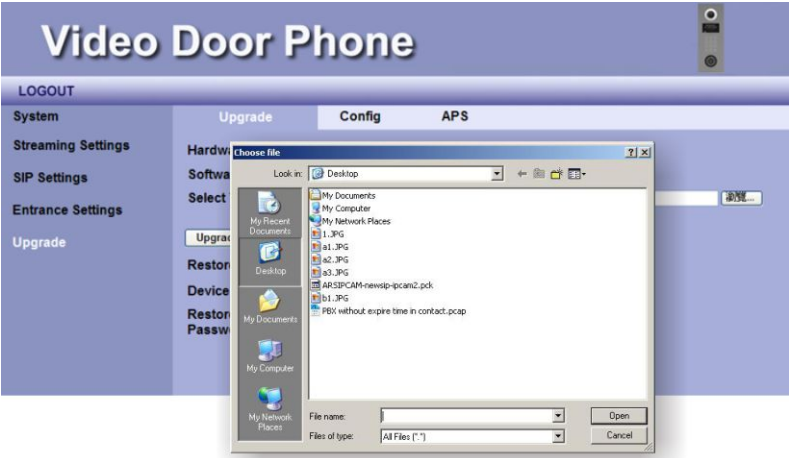 Video Door Phone
LOGOUT
System
Streaming Settings
SIP Settings
Entrance Settings
Upgrade
Upgrade Config APS
Hardw
Softwa
Select
瀏覽...
Upgrad
Restor
Device
Restor
Passw
Choose file
Look in: Desktop
My Recent
Documents
Desktop
My Documents
My Computer
My Network
Places
My Documents
My Computer
My Network Places
1.JPG
a1.JPG
a2.JPG
a3.JPG
ARSIPCAM-newsip-ipcam2.pck
b1.JPG
PBX without expire time in contact.pcap
File name:
Open
Files of type: All Files (*.*)
Cancel